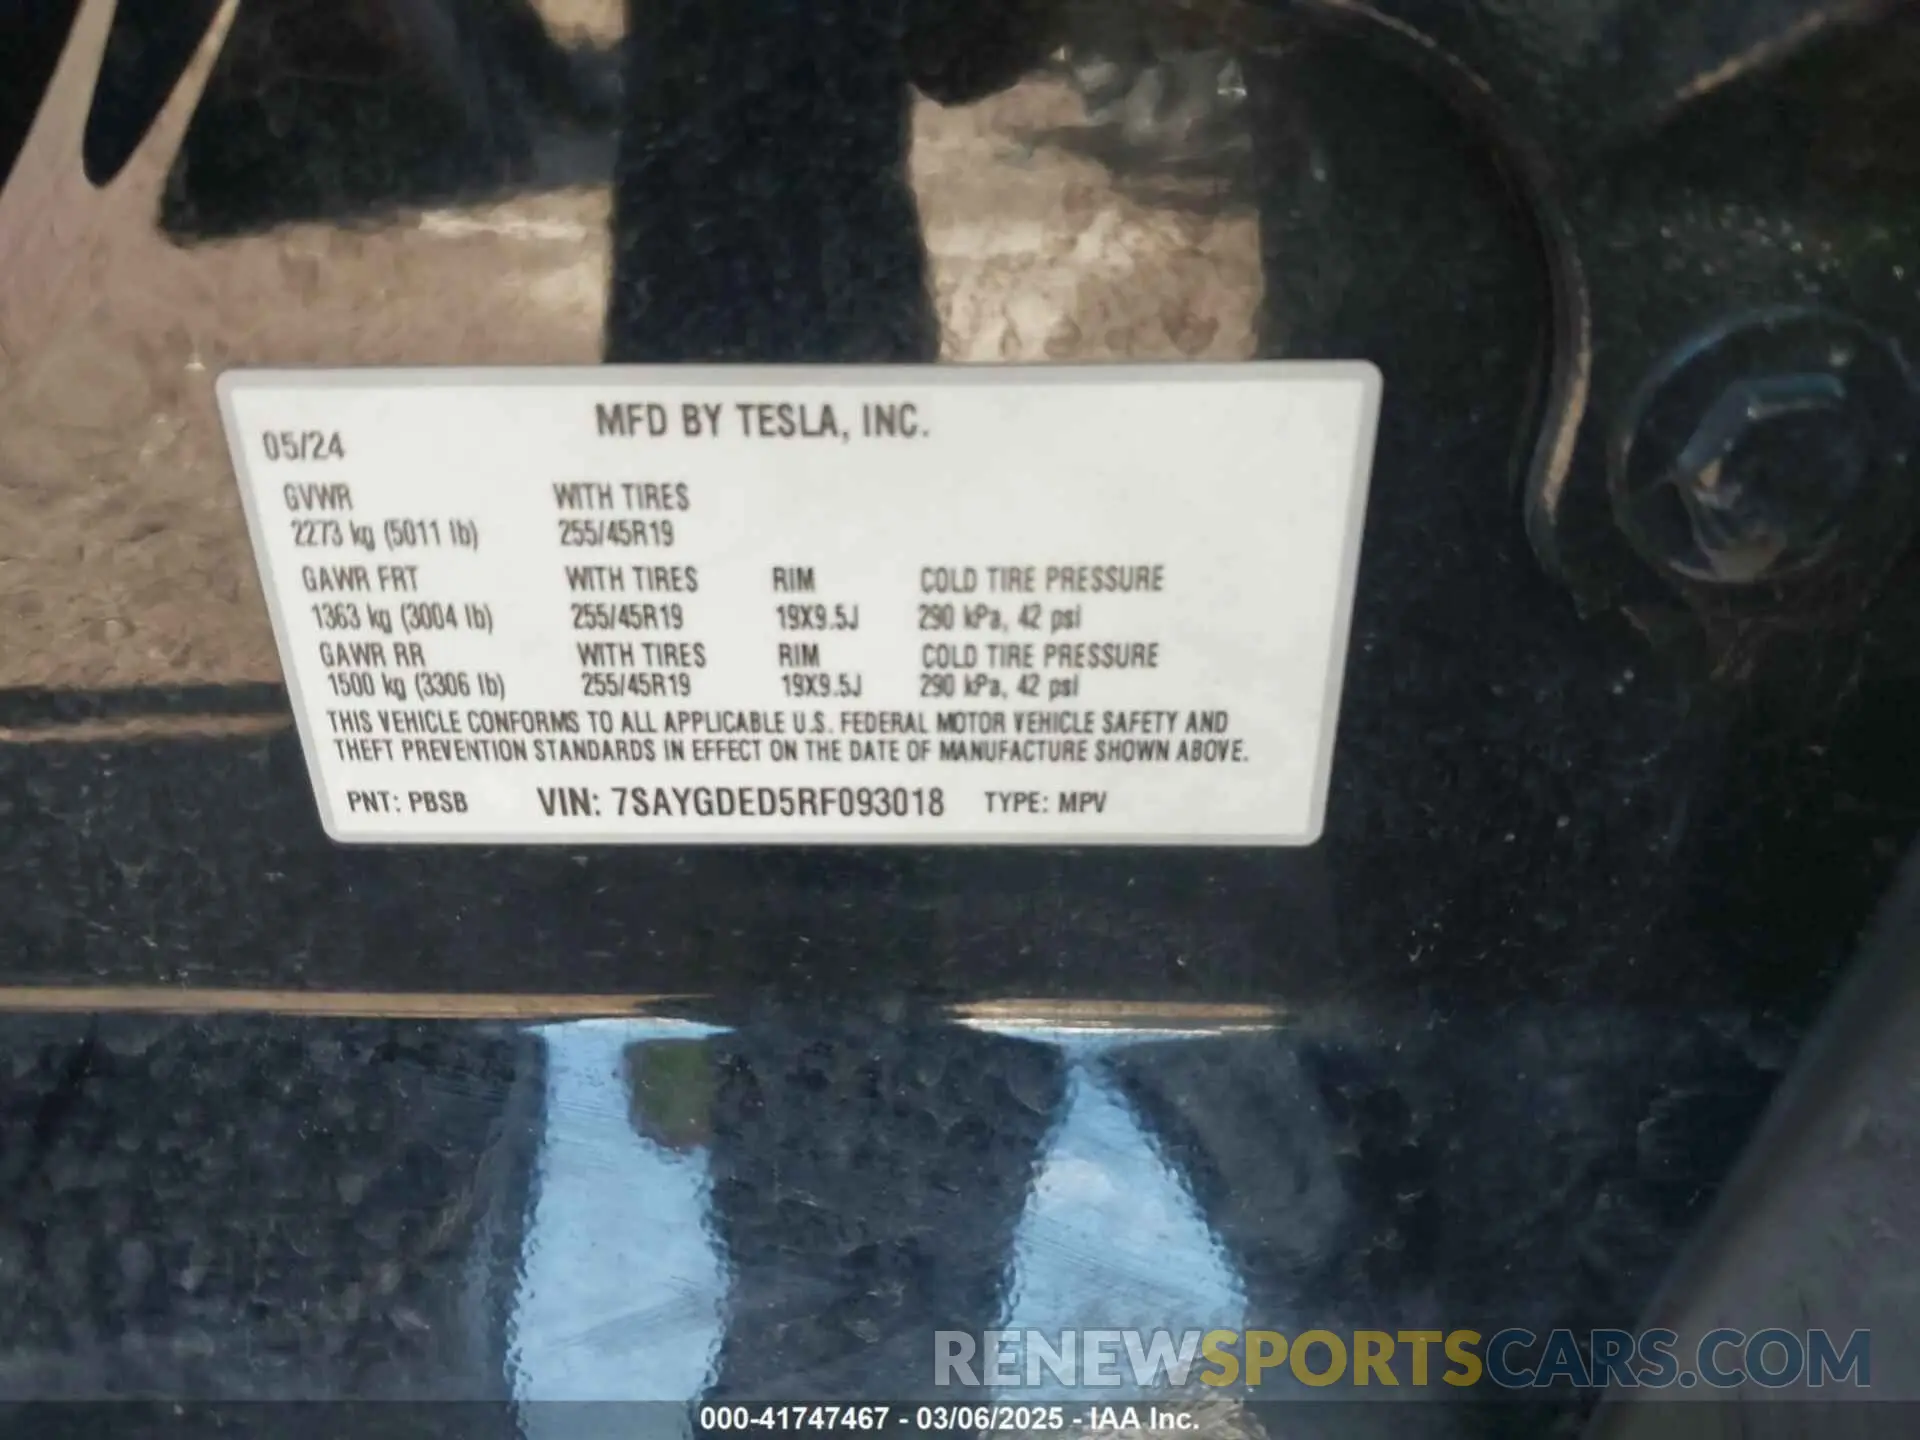 MFD BY TESLA, INC.
05/24
GVWR WITH TIRES
2273 kg (5011 lb) 255/45R19
GAWR FRT WITH TIRES RIM COLD TIRE PRESSURE
1363 kg (3004 lb) 255/45R19 19X9.5J 290 kPa, 42 psi
GAWR RR WITH TIRES RIM COLD TIRE PRESSURE
1500 kg (3306 lb) 255/45R19 19X9.5J 290 kPa, 42 psi
THIS VEHICLE CONFORMS TO ALL APPLICABLE U.S. FEDERAL MOTOR VEHICLE SAFETY AND
THEFT PREVENTION STANDARDS IN EFFECT ON THE DATE OF MANUFACTURE SHOWN ABOVE.
PNT: PBSB VIN: 7SAYGDED5RF093018 TYPE: MPV
RENEWSPORTSCARS.COM
000-41747467 - 03/06/2025 - IAA Inc.